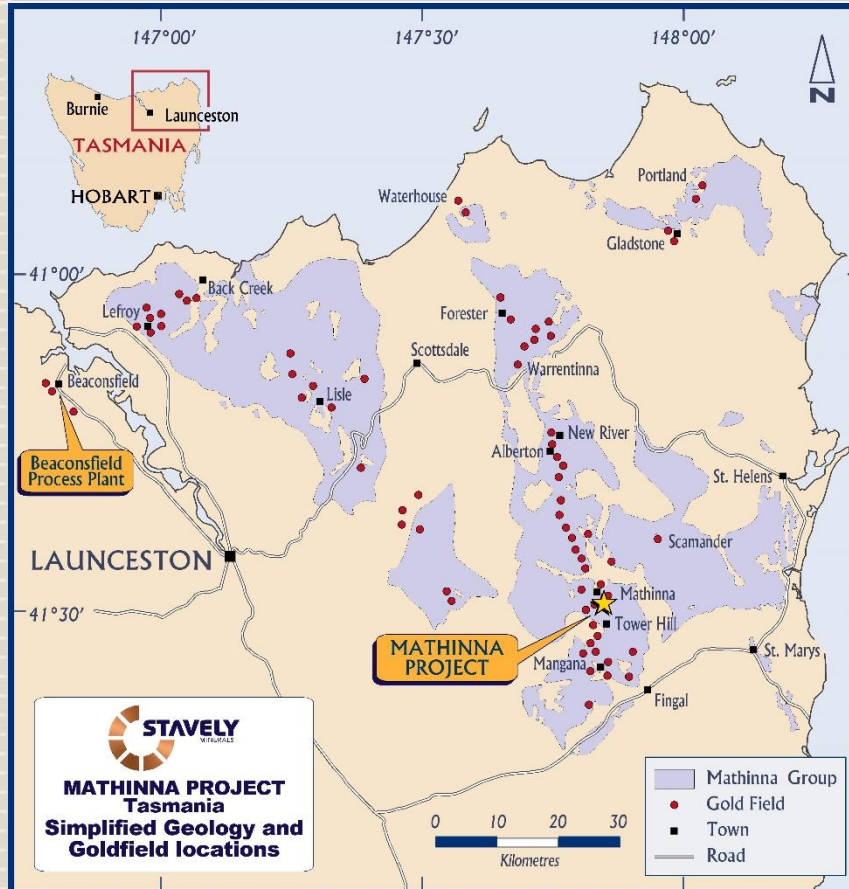 147°00'
147°30'
148°00'
Burnie
Launceston
TASMANIA
HOBART
N
Portland
Waterhouse
Gladstone
41°00'
Back Creek
Lefroy
Forester
Scottsdale
Warrentinna
Beaconsfield
Lisle
New River
Alberton
Beaconsfield
Process Plant
St. Helens
LAUNCESTON
Scamander
Mathinna
41°30'
Tower Hill
MATHINNA
PROJECT
Mangana
St. Marys
Fingal
STAVELY
MINERALS
MATHINNA PROJECT
Tasmania
Simplified Geology and
Goldfield locations
0 10 20 30
Kilometres
Mathinna Group
Gold Field
Town
Road